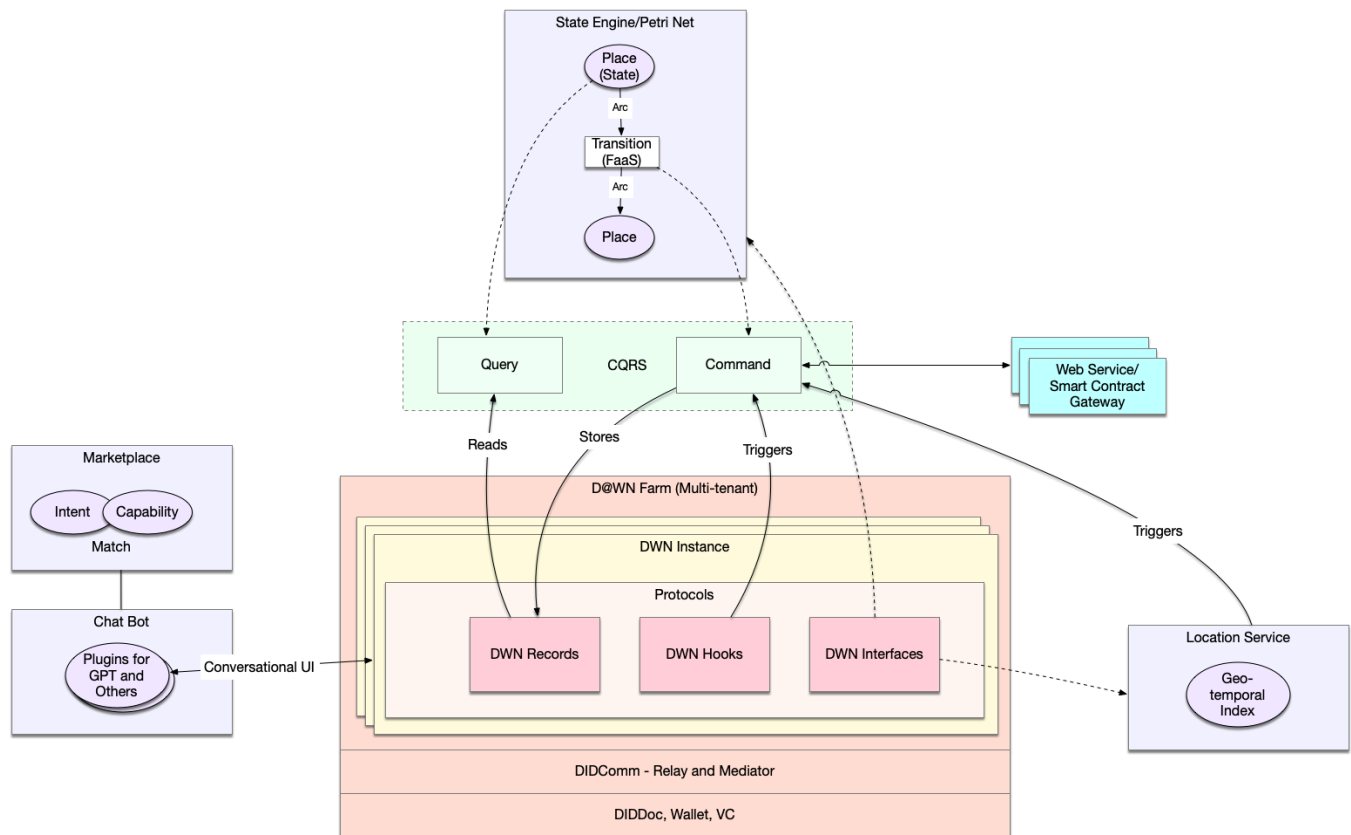 State Engine/Petri Net
Place
(State)
Arc
Transition
(FaaS)
Arc
Place
Query
CQRS
Command
Web Service/
Smart Contract
Gateway
Reads
Stores
Triggers
Marketplace
Intent
Capability
Match
D@WN Farm (Multi-tenant)
DWN Instance
Triggers
Protocols
Chat Bot
Plugins for
GPT and
Others
Conversational UI
DWN Records
DWN Hooks
DWN Interfaces
Location Service
Geo-
temporal
Index
DIDComm - Relay and Mediator
DIDDoc, Wallet, VC